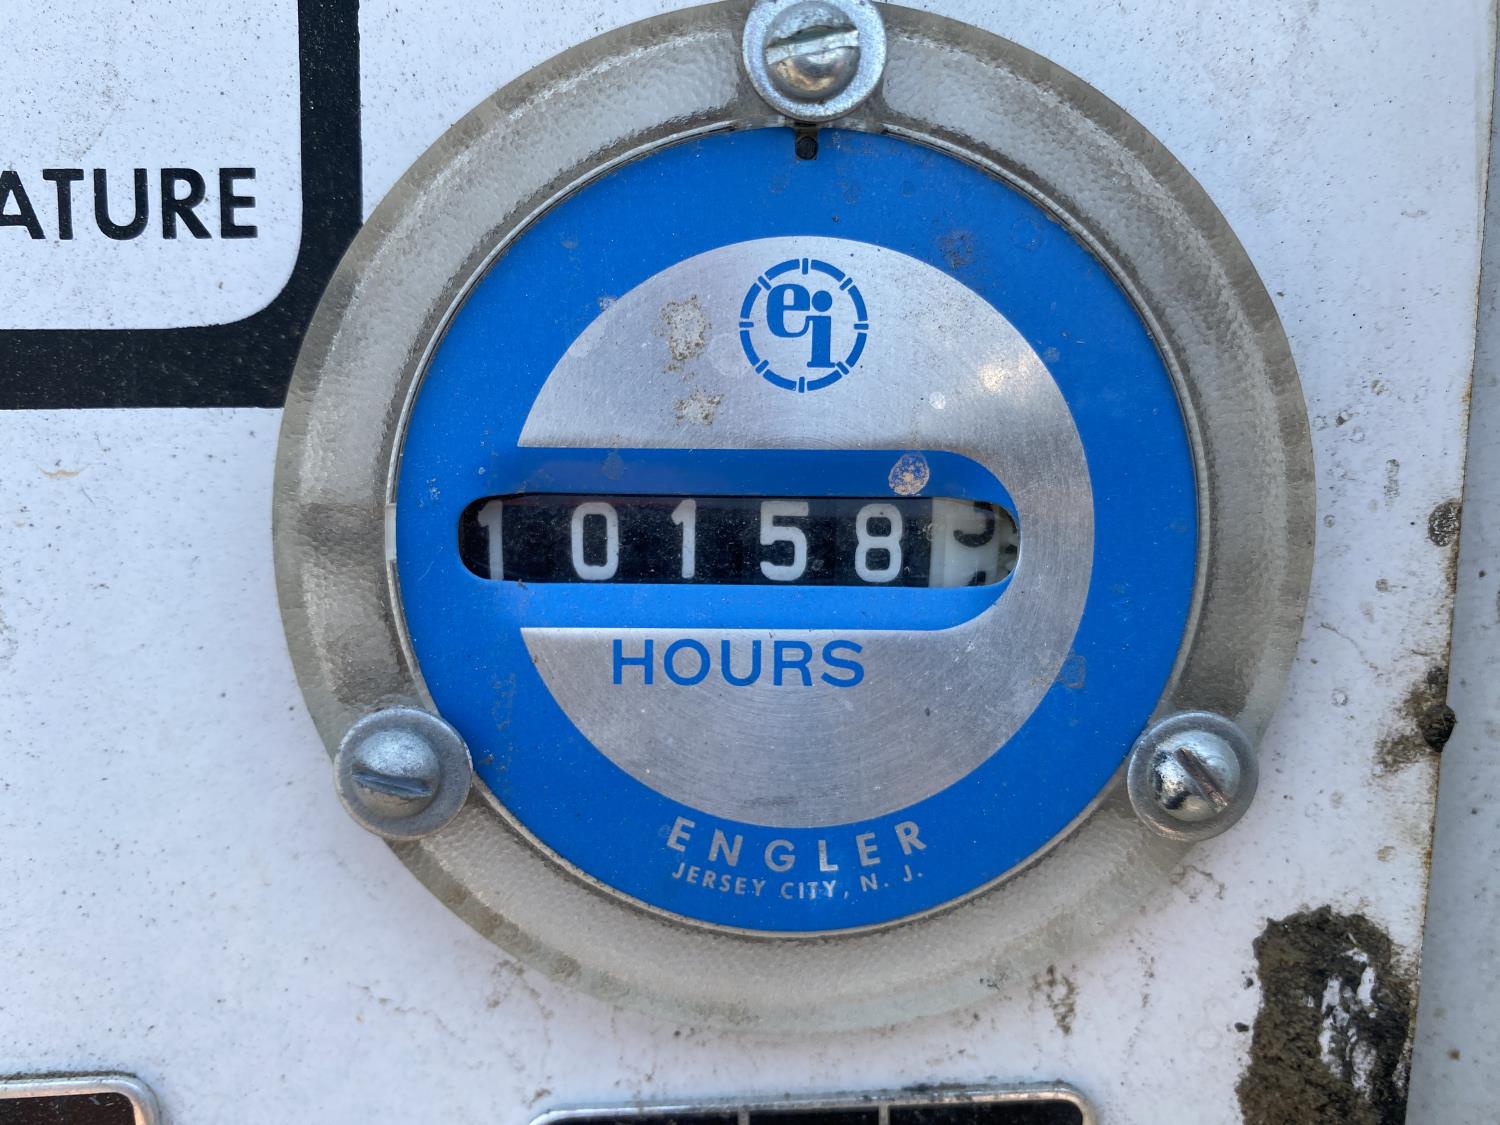 ATURE
ei
10158
HOURS
ENGLER
JERSEY CITY, N. J.